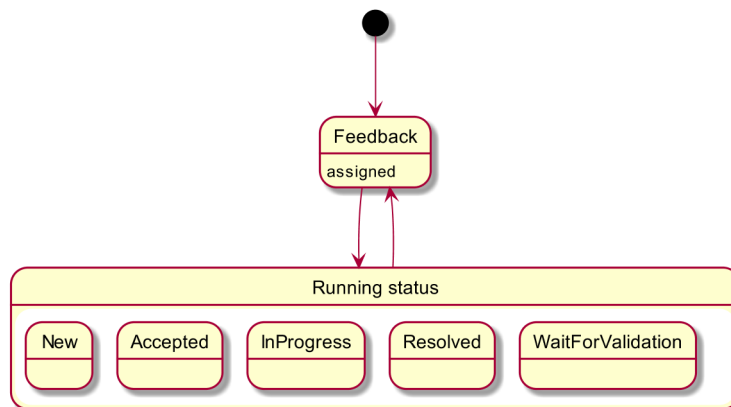 Feedback
assigned
Running status
New
Accepted
InProgress
Resolved
WaitForValidation